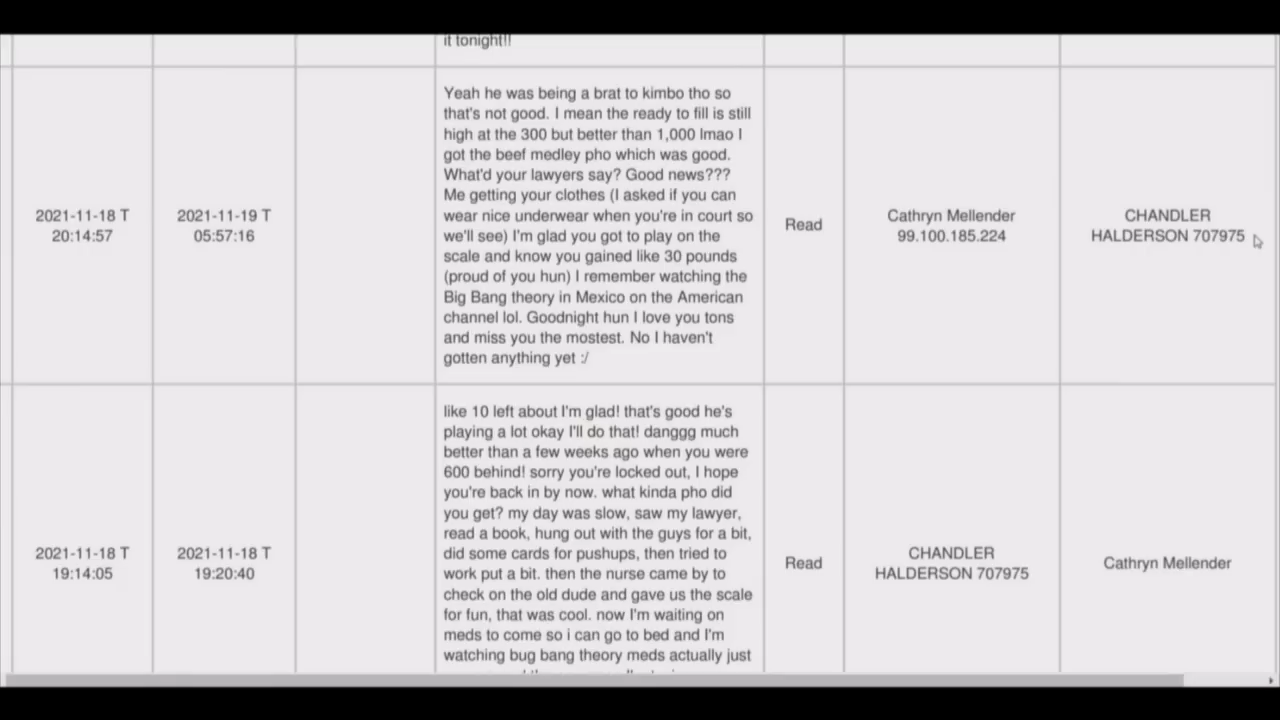 it tonight!!
Yeah he was being a brat to kimbo tho so
that's not good. I mean the ready to fill is still
high at the 300 but better than 1,000 lmao I
got the beef medley pho which was good.
What'd your lawyers say? Good news???
Me getting your clothes (I asked if you can
wear nice underwear when you're in court so
we'll see) I'm glad you got to play on the
scale and know you gained like 30 pounds
(proud of you hun) I remember watching the
Big Bang theory in Mexico on the American
channel lol. Goodnight hun I love you tons
and miss you the mostest. No I haven't
gotten anything yet :/
2021-11-18 T
20:14:57
2021-11-19 T
05:57:16
Read
Cathryn Mellender
99.100.185.224
CHANDLER
HALDERSON 707975
like 10 left about I'm glad! that's good he's
playing a lot okay I'll do that! danggg much
better than a few weeks ago when you were
600 behind! sorry you're locked out, I hope
you're back in by now. what kinda pho did
you get? my day was slow, saw my lawyer,
read a book, hung out with the guys for a bit,
did some cards for pushups, then tried to
work put a bit. then the nurse came by to
check on the old dude and gave us the scale
for fun, that was cool. now I'm waiting on
meds to come so i can go to bed and I'm
watching bug bang theory meds actually just
2021-11-18 T
19:14:05
2021-11-18 T
19:20:40
Read
CHANDLER
HALDERSON 707975
Cathryn Mellender